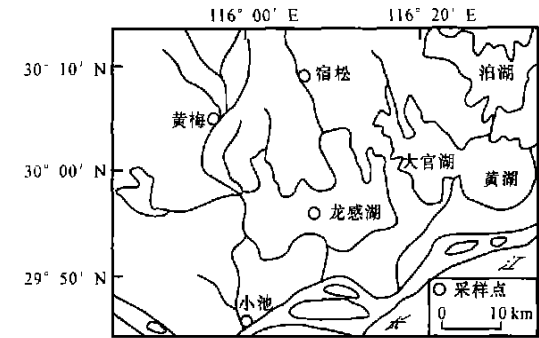 116° 00′ E 116° 20′ E
30° 10′ N
宿松
泊湖
黄梅
30° 00′ N
大官湖
黄湖
龙感湖
29° 50′ N
小池
长
江
采样点
0 10 km